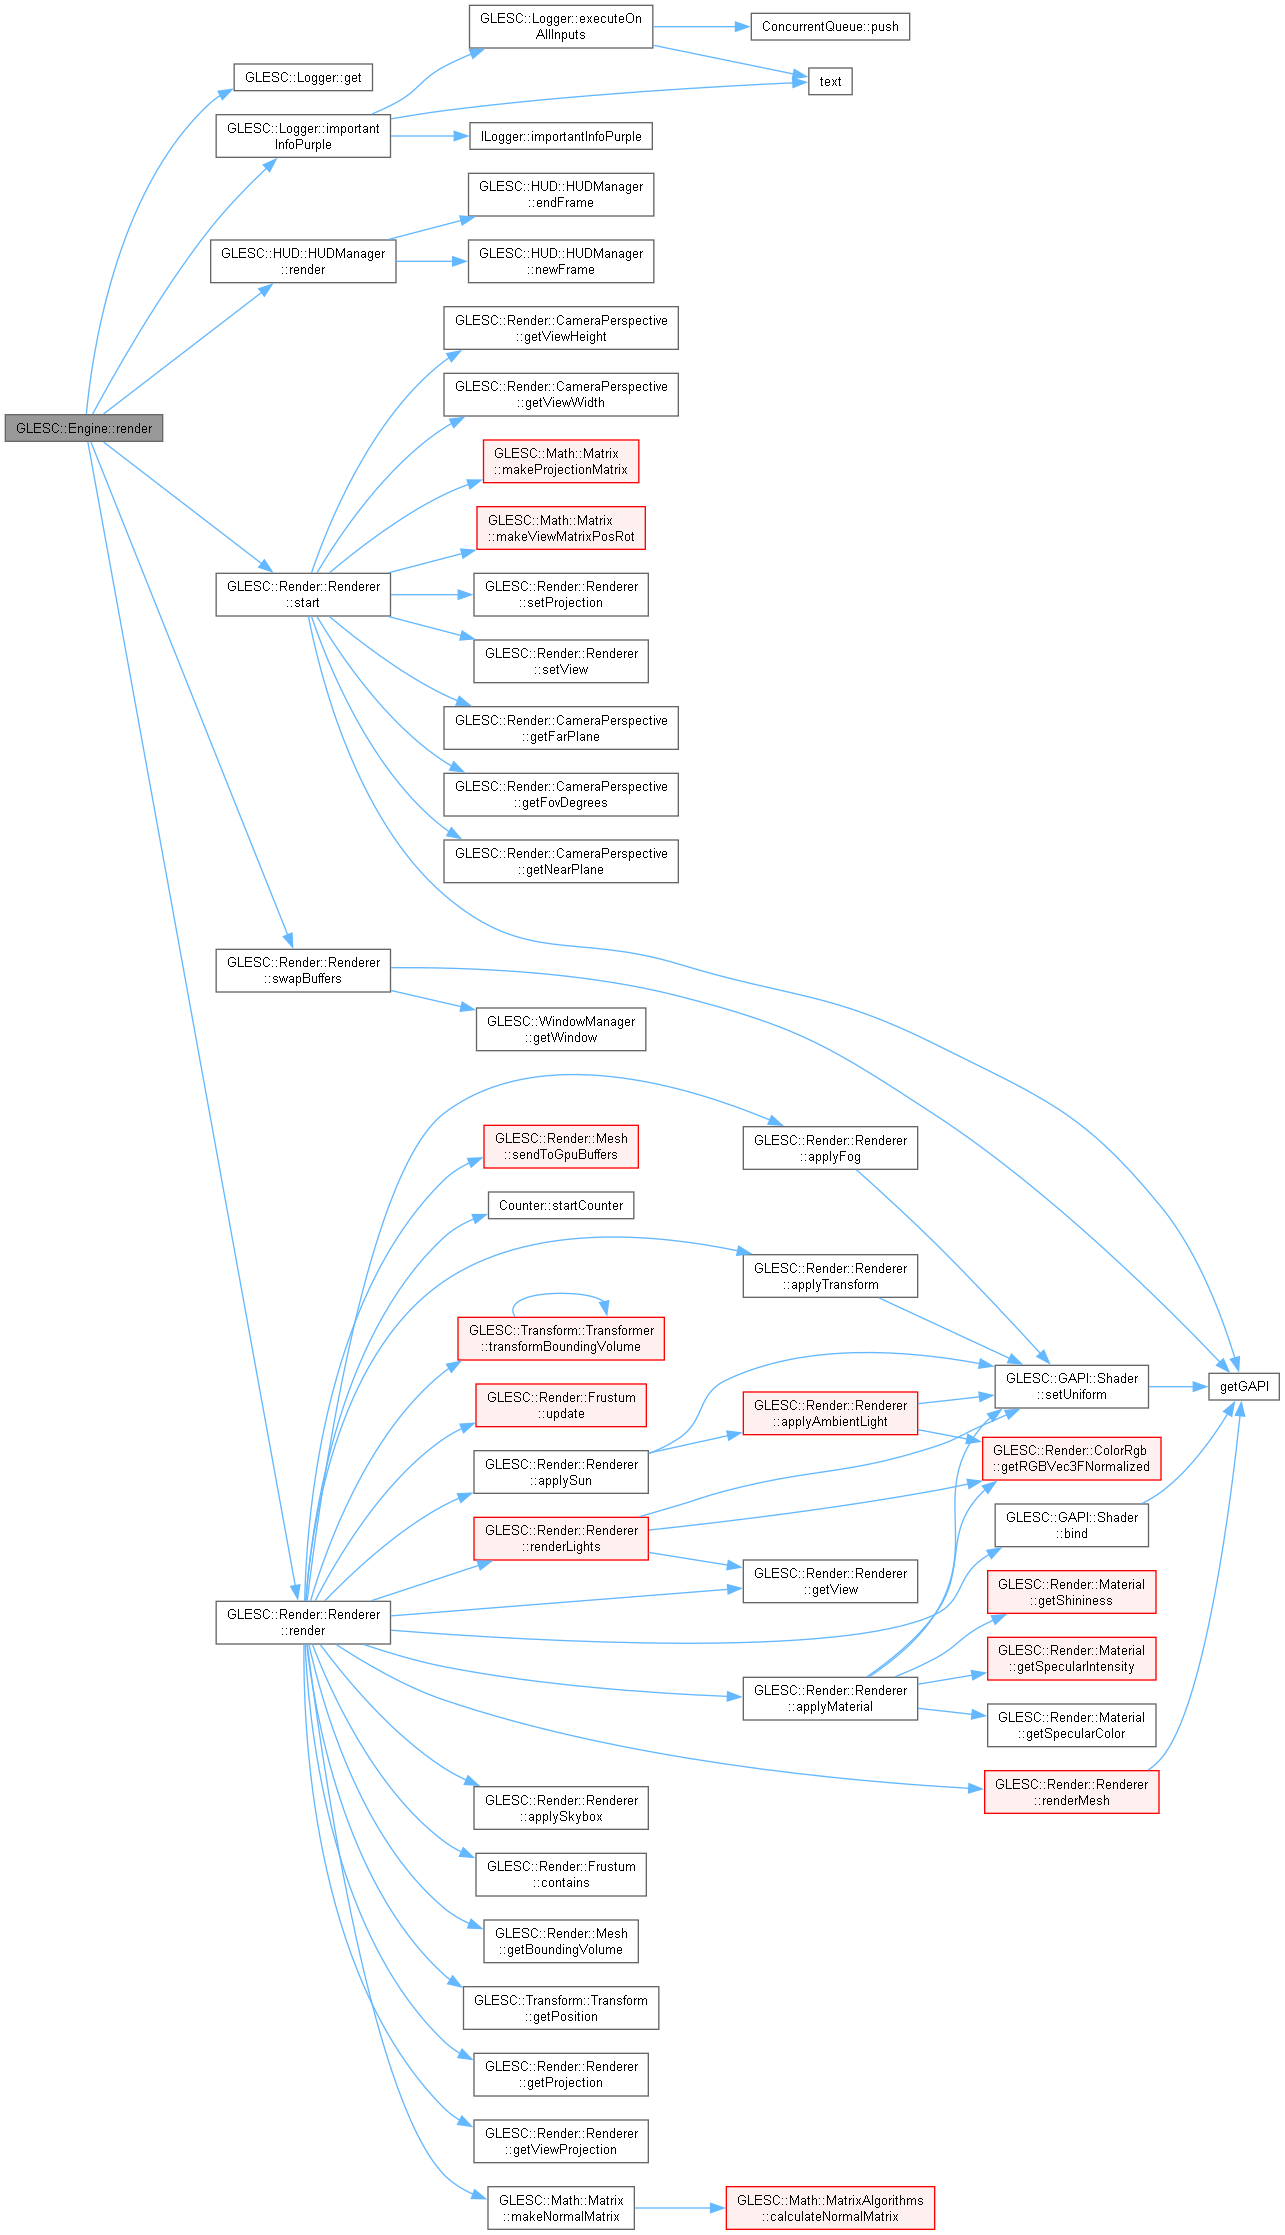 GLESC::Logger::executeOn
AllInputs
ConcurrentQueue::push
GLESC::Logger::get
text
GLESC::Logger::important
InfoPurple
ILogger::importantInfoPurple
GLESC::HUD::HUDManager
::endFrame
GLESC::HUD::HUDManager
::render
GLESC::HUD::HUDManager
::newFrame
GLESC::Render::CameraPerspective
::getViewHeight
GLESC::Render::CameraPerspective
::getViewWidth
GLESC::Engine::render
GLESC::Math::Matrix
::makeProjectionMatrix
GLESC::Math::Matrix
::makeViewMatrixPosRot
GLESC::Render::Renderer
::start
GLESC::Render::Renderer
::setProjection
GLESC::Render::Renderer
::setView
GLESC::Render::CameraPerspective
::getFarPlane
GLESC::Render::CameraPerspective
::getFovDegrees
GLESC::Render::CameraPerspective
::getNearPlane
GLESC::Render::Renderer
::swapBuffers
GLESC::WindowManager
::getWindow
GLESC::Render::Renderer
::applyFog
GLESC::Render::Mesh
::sendToGpuBuffers
Counter::startCounter
GLESC::Render::Renderer
::applyTransform
GLESC::Transform::Transformer
::transformBoundingVolume
GLESC::GAPI::Shader
::setUniform
getGAPI
GLESC::Render::Frustum
::update
GLESC::Render::Renderer
::applyAmbientLight
GLESC::Render::ColorRgb
::getRGBVec3FNormalized
GLESC::Render::Renderer
::applySun
GLESC::GAPI::Shader
::bind
GLESC::Render::Renderer
::renderLights
GLESC::Render::Renderer
::getView
GLESC::Render::Material
::getShininess
GLESC::Render::Renderer
::render
GLESC::Render::Material
::getSpecularIntensity
GLESC::Render::Renderer
::applyMaterial
GLESC::Render::Material
::getSpecularColor
GLESC::Render::Renderer
::renderMesh
GLESC::Render::Renderer
::applySkybox
GLESC::Render::Frustum
::contains
GLESC::Render::Mesh
::getBoundingVolume
GLESC::Transform::Transform
::getPosition
GLESC::Render::Renderer
::getProjection
GLESC::Render::Renderer
::getViewProjection
GLESC::Math::Matrix
::makeNormalMatrix
GLESC::Math::MatrixAlgorithms
::calculateNormalMatrix